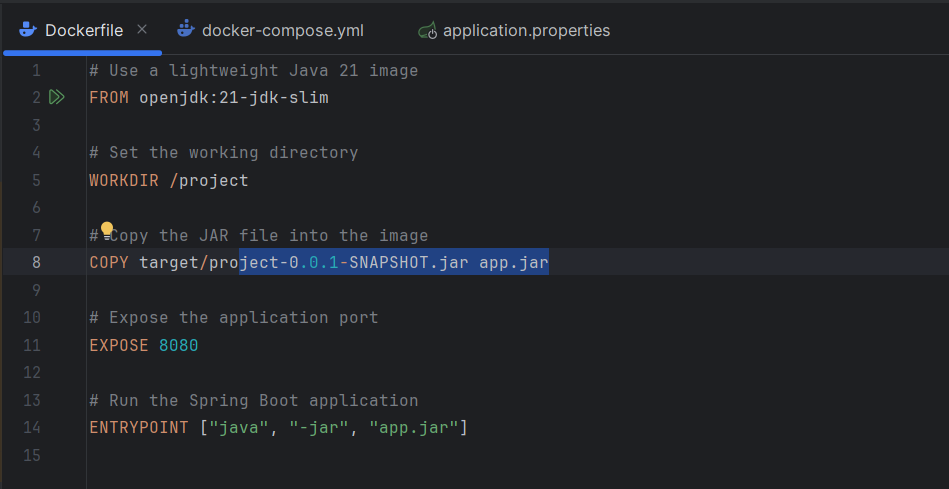 Dockerfile docker-compose.yml application.properties
1 # Use a lightweight Java 21 image
2 FROM openjdk:21-jdk-slim
3
4 # Set the working directory
5 WORKDIR /project
6
7 # Copy the JAR file into the image
8 COPY target/project-0.0.1-SNAPSHOT.jar app.jar
9
10 # Expose the application port
11 EXPOSE 8080
12
13 # Run the Spring Boot application
14 ENTRYPOINT ["java", "-jar", "app.jar"]
15